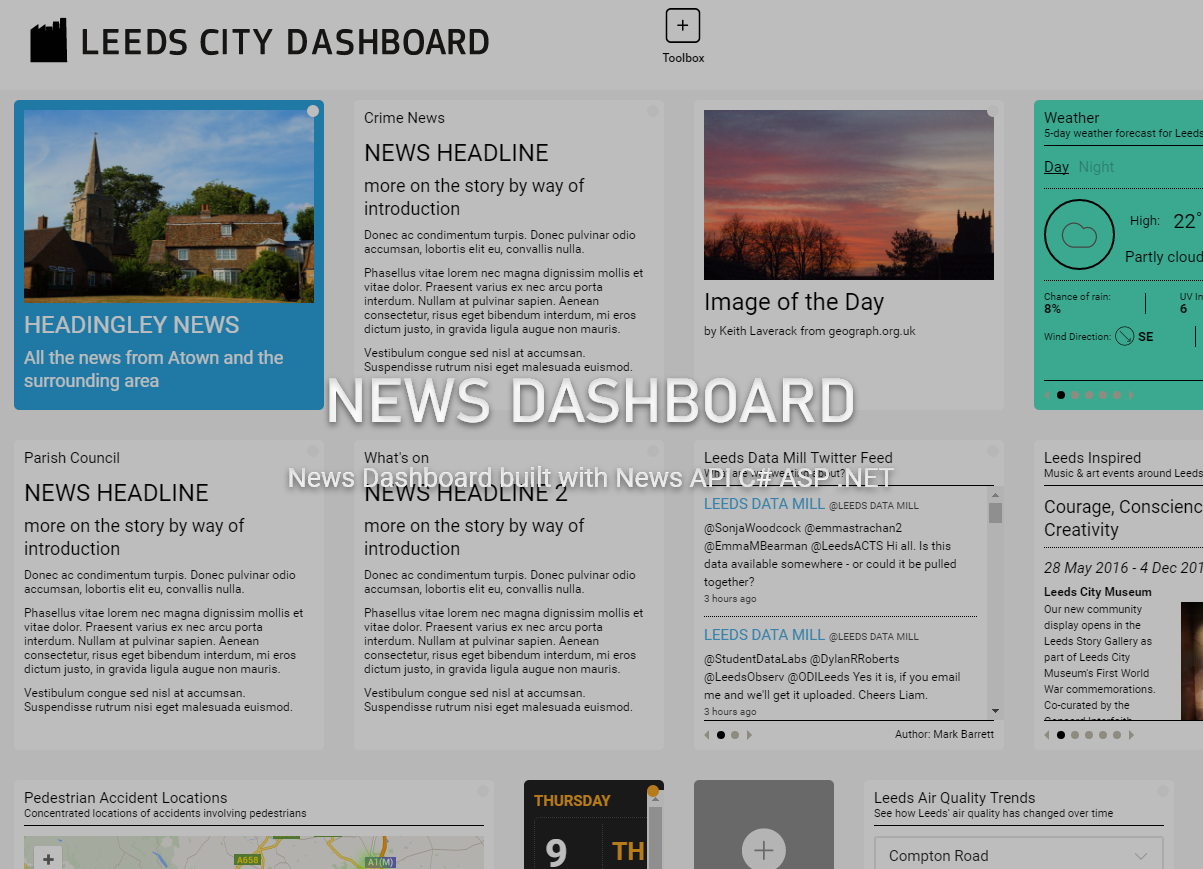 LEEDS CITY DASHBOARD
Toolbox
HEADINGLEY NEWS
All the news from Atown and the
surrounding area
Crime News
NEWS HEADLINE
more on the story by way of
introduction
Donec ac condimentum turpis. Donec pulvinar odio
accumsan, lobortis elit eu, convallis nulla.
Phasellus vitae lorem nec magna dignissim mollis et
vitae dolor. Praesent varius ex nec arcu porta
interdum. Nullam at pulvinar sapien. Aenean
consectetur, risus eget bibendum interdum, mi eros
dictum justo, in gravida ligula augue non mauris.
Vestibulum congue sed nisl at accumsan.
Suspendisse rutrum nisi eget malesuada euismod.
Image of the Day
by Keith Laverack from geograph.org.uk
Weather
5-day weather forecast for Leeds
Day Night
High: 22°
Partly cloud
Chance of rain:
8%
UV In
6
Wind Direction: SE
NEWS DASHBOARD
News Dashboard built with News API C# ASP .NET
Parish Council
NEWS HEADLINE
more on the story by way of
introduction
Donec ac condimentum turpis. Donec pulvinar odio
accumsan, lobortis elit eu, convallis nulla.
Phasellus vitae lorem nec magna dignissim mollis et
vitae dolor. Praesent varius ex nec arcu porta
interdum. Nullam at pulvinar sapien. Aenean
consectetur, risus eget bibendum interdum, mi eros
dictum justo, in gravida ligula augue non mauris.
Vestibulum congue sed nisl at accumsan.
Suspendisse rutrum nisi eget malesuada euismod.
What's on
NEWS HEADLINE 2
more on the story by way of
introduction
Donec ac condimentum turpis. Donec pulvinar odio
accumsan, lobortis elit eu, convallis nulla.
Phasellus vitae lorem nec magna dignissim mollis et
vitae dolor. Praesent varius ex nec arcu porta
interdum. Nullam at pulvinar sapien. Aenean
consectetur, risus eget bibendum interdum, mi eros
dictum justo, in gravida ligula augue non mauris.
Vestibulum congue sed nisl at accumsan.
Suspendisse rutrum nisi eget malesuada euismod.
Leeds Data Mill Twitter Feed
LEEDS DATA MILL @LEEDS DATA MILL
@SonjaWoodcock @emmastrachan2
@EmmaMBearman @LeedsACTS Hi all. Is this
data available somewhere - or could it be pulled
together?
3 hours ago
LEEDS DATA MILL @LEEDS DATA MILL
@StudentDataLabs @DylanRRoberts
@LeedsObserv @ODILeeds Yes it is, if you email
me and we'll get it uploaded. Cheers Liam.
3 hours ago
Author: Mark Barrett
Leeds Inspired
Music & art events around Leeds
Courage, Conscienc
Creativity
28 May 2016 - 4 Dec 201
Leeds City Museum
Our new community
display opens in the
Leeds Story Gallery as
part of Leeds City
Museum's First World
War commemorations.
Co-curated by the
Pedestrian Accident Locations
Concentrated locations of accidents involving pedestrians
A658
A1(M)
THURSDAY
9 TH
Leeds Air Quality Trends
See how Leeds' air quality has changed over time
Compton Road